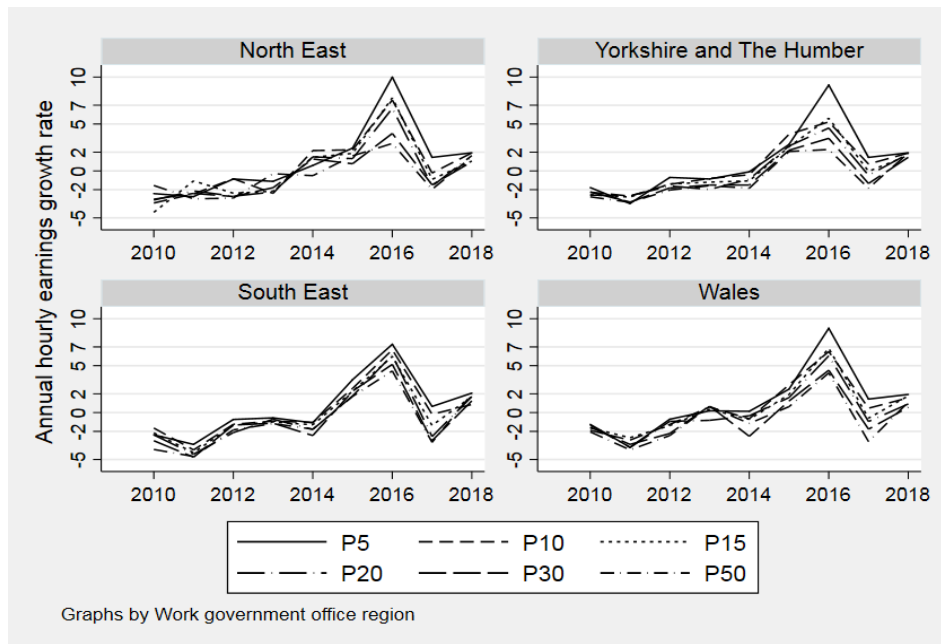 Annual hourly earnings growth rate
North East
Yorkshire and The Humber
10
7
5
2
0
-2
-5
10
7
5
2
0
-2
-5
2010 2012 2014 2016 2018
2010 2012 2014 2016 2018
South East
Wales
10
7
5
2
0
-2
-5
10
7
5
2
0
-2
-5
2010 2012 2014 2016 2018
2010 2012 2014 2016 2018
P5 P10 P15
P20 P30 P50
Graphs by Work government office region